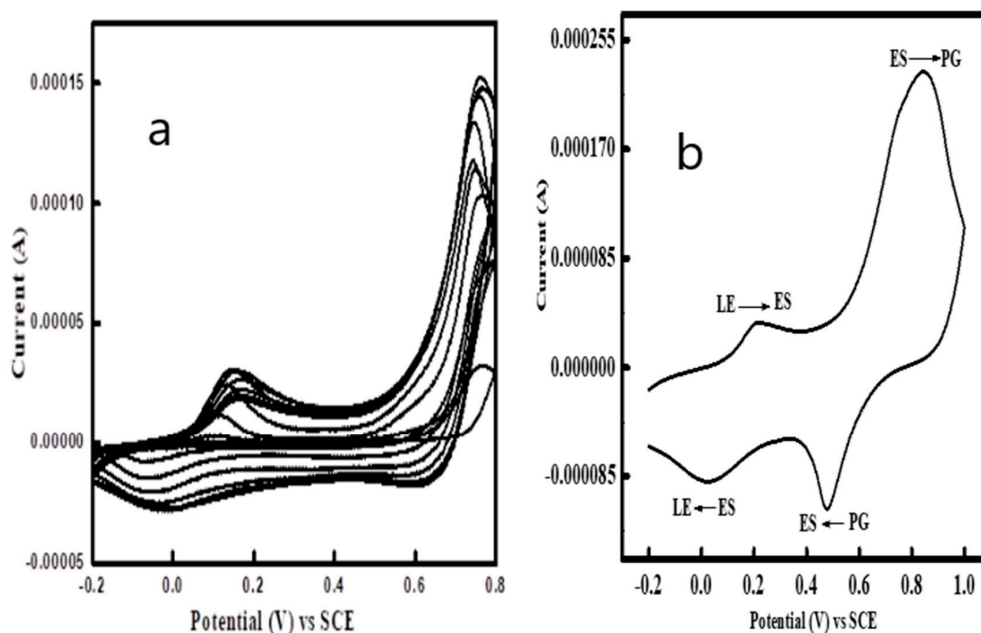 a
0.00015
0.00010
0.00005
0.00000
-0.00005
Current (A)
-0.2 0.0 0.2 0.4 0.6 0.8
Potential (V) vs SCE
b
0.000255
0.000170
0.000085
0.000000
-0.000085
Current (A)
ES→PG
LE→ES
LE←ES
ES←PG
-0.2 0.0 0.2 0.4 0.6 0.8 1.0
Potential (V) vs SCE